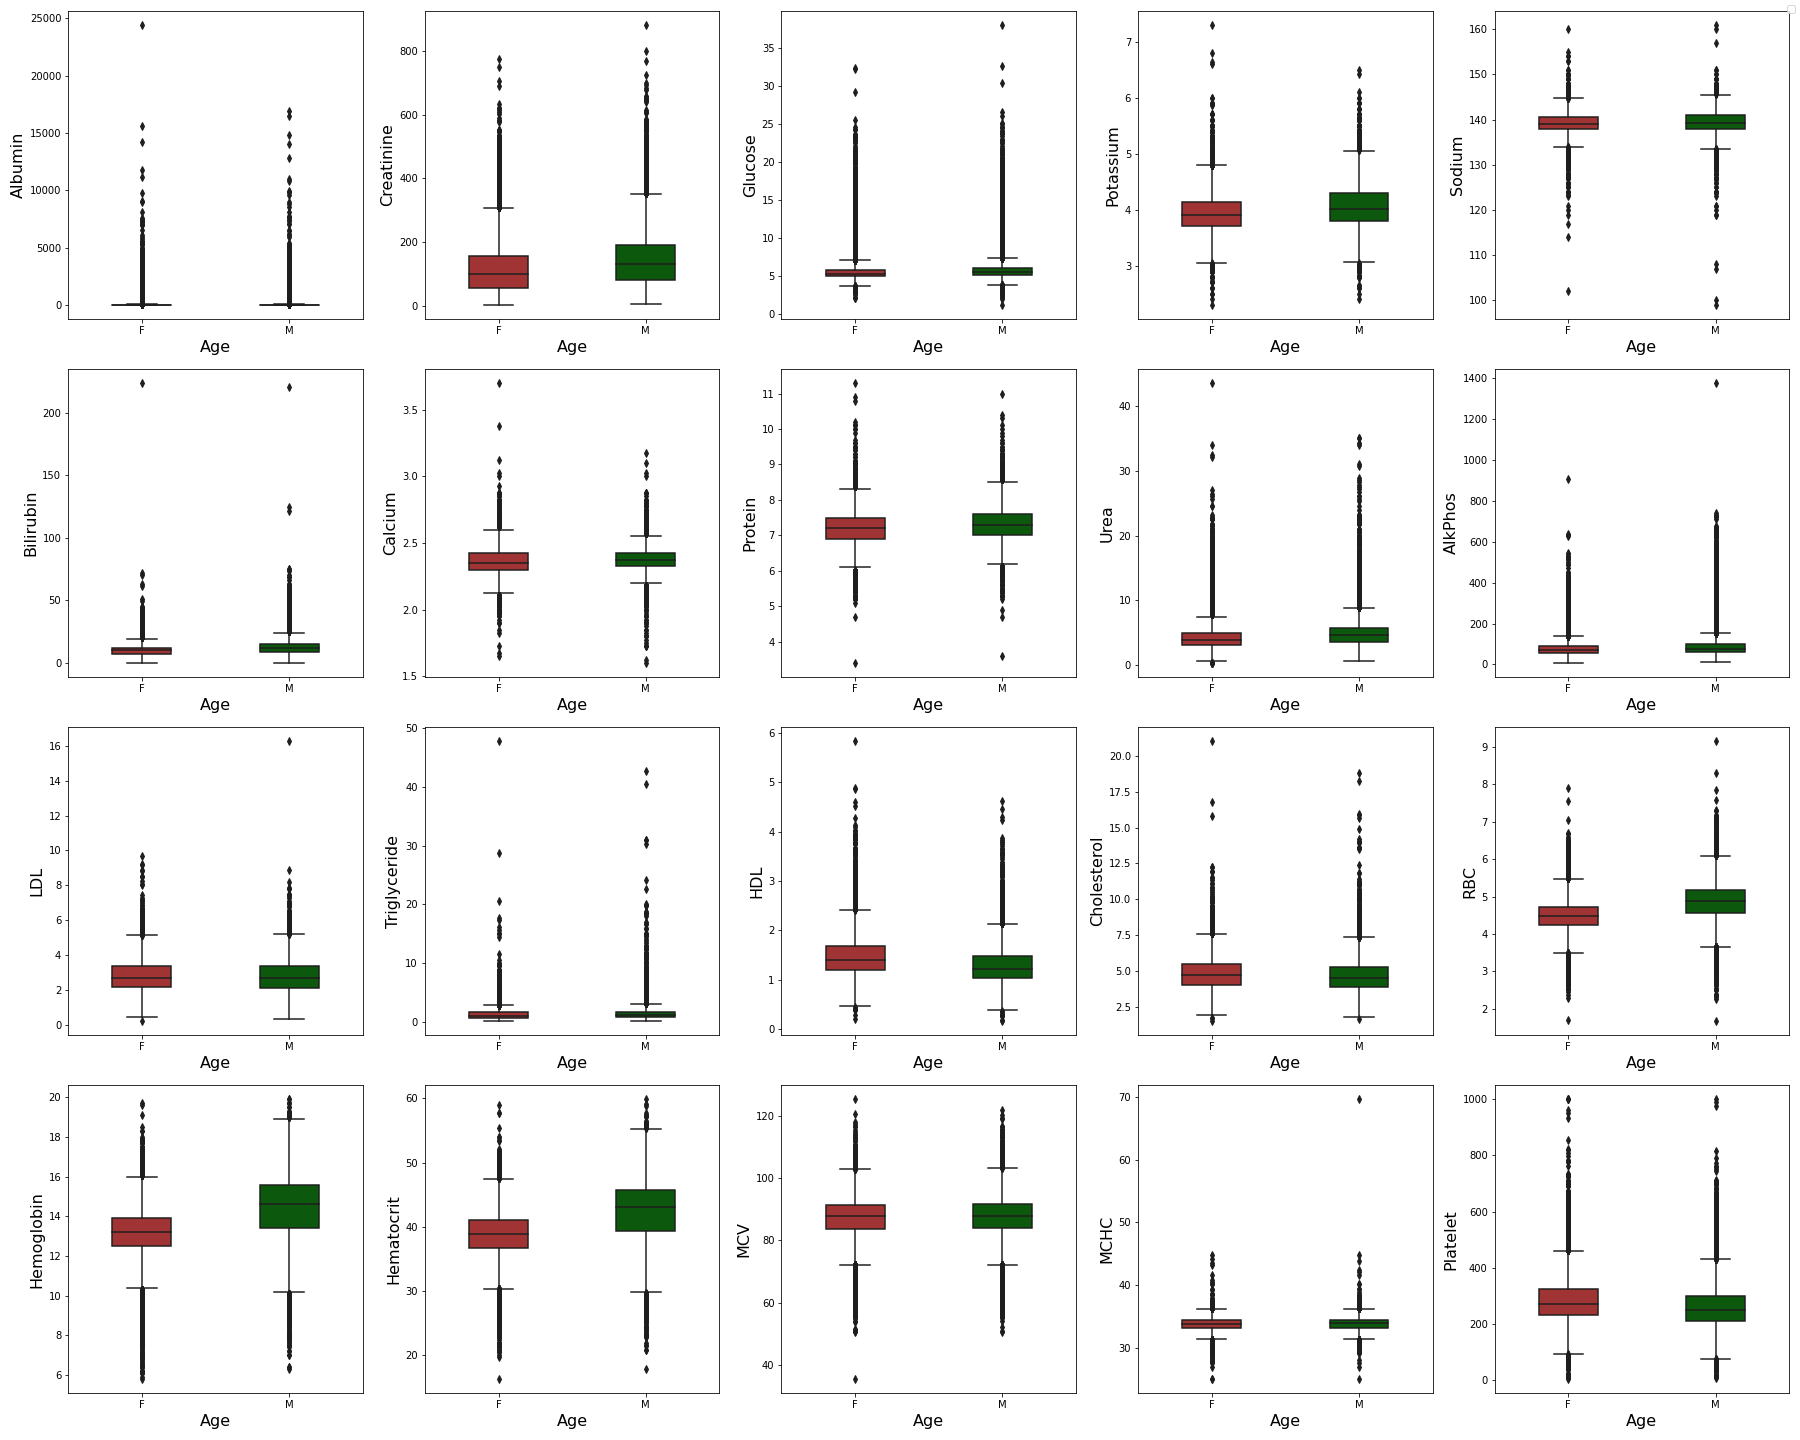 Albumin
25000
20000
15000
10000
5000
0
F M
Age
Creatinine
800
600
400
200
0
F M
Age
Glucose
35
30
25
20
15
10
5
0
F M
Age
Potassium
7
6
5
4
3
F M
Age
Sodium
160
150
140
130
120
110
100
F M
Age
Bilirubin
200
150
100
50
0
F M
Age
Calcium
3.5
3.0
2.5
2.0
1.5
F M
Age
Protein
11
10
9
8
7
6
5
4
F M
Age
Urea
40
30
20
10
0
F M
Age
AlkPhos
1400
1200
1000
800
600
400
200
0
F M
Age
LDL
16
14
12
10
8
6
4
2
0
F M
Age
Triglyceride
50
40
30
20
10
0
F M
Age
HDL
6
5
4
3
2
1
0
F M
Age
Cholesterol
20.0
17.5
15.0
12.5
10.0
7.5
5.0
2.5
F M
Age
RBC
9
8
7
6
5
4
3
2
F M
Age
Hemoglobin
20
18
16
14
12
10
8
6
F M
Age
Hematocrit
60
50
40
30
20
F M
Age
MCV
120
100
80
60
40
F M
Age
MCHC
70
60
50
40
30
F M
Age
Platelet
1000
800
600
400
200
0
F M
Age